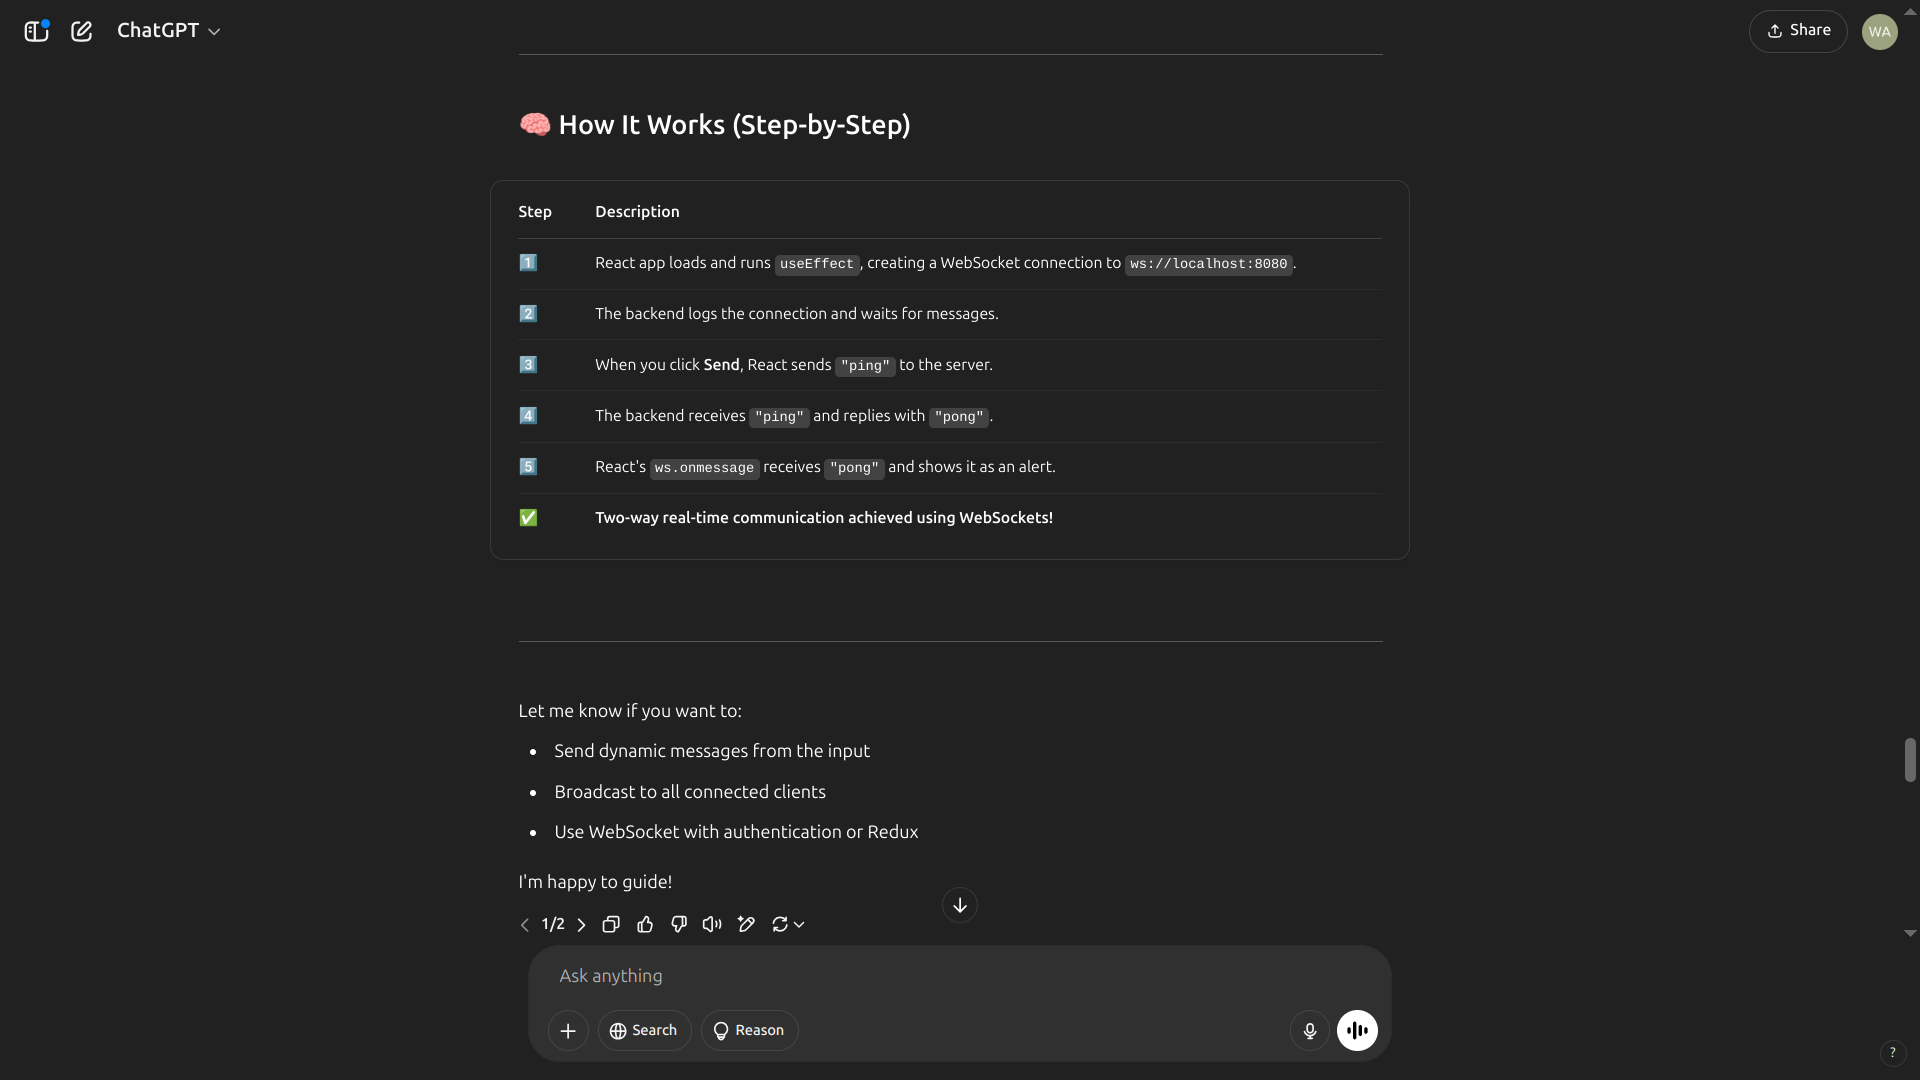 ChatGPT
Share
WA
🧠 How It Works (Step-by-Step)
Step Description
1️⃣ React app loads and runs useEffect, creating a WebSocket connection to ws://localhost:8080.
2️⃣ The backend logs the connection and waits for messages.
3️⃣ When you click Send, React sends "ping" to the server.
4️⃣ The backend receives "ping" and replies with "pong".
5️⃣ React's ws.onmessage receives "pong" and shows it as an alert.
✅ Two-way real-time communication achieved using WebSockets!
Let me know if you want to:
• Send dynamic messages from the input
• Broadcast to all connected clients
• Use WebSocket with authentication or Redux
I'm happy to guide!
1/2
Ask anything
Search
Reason
?